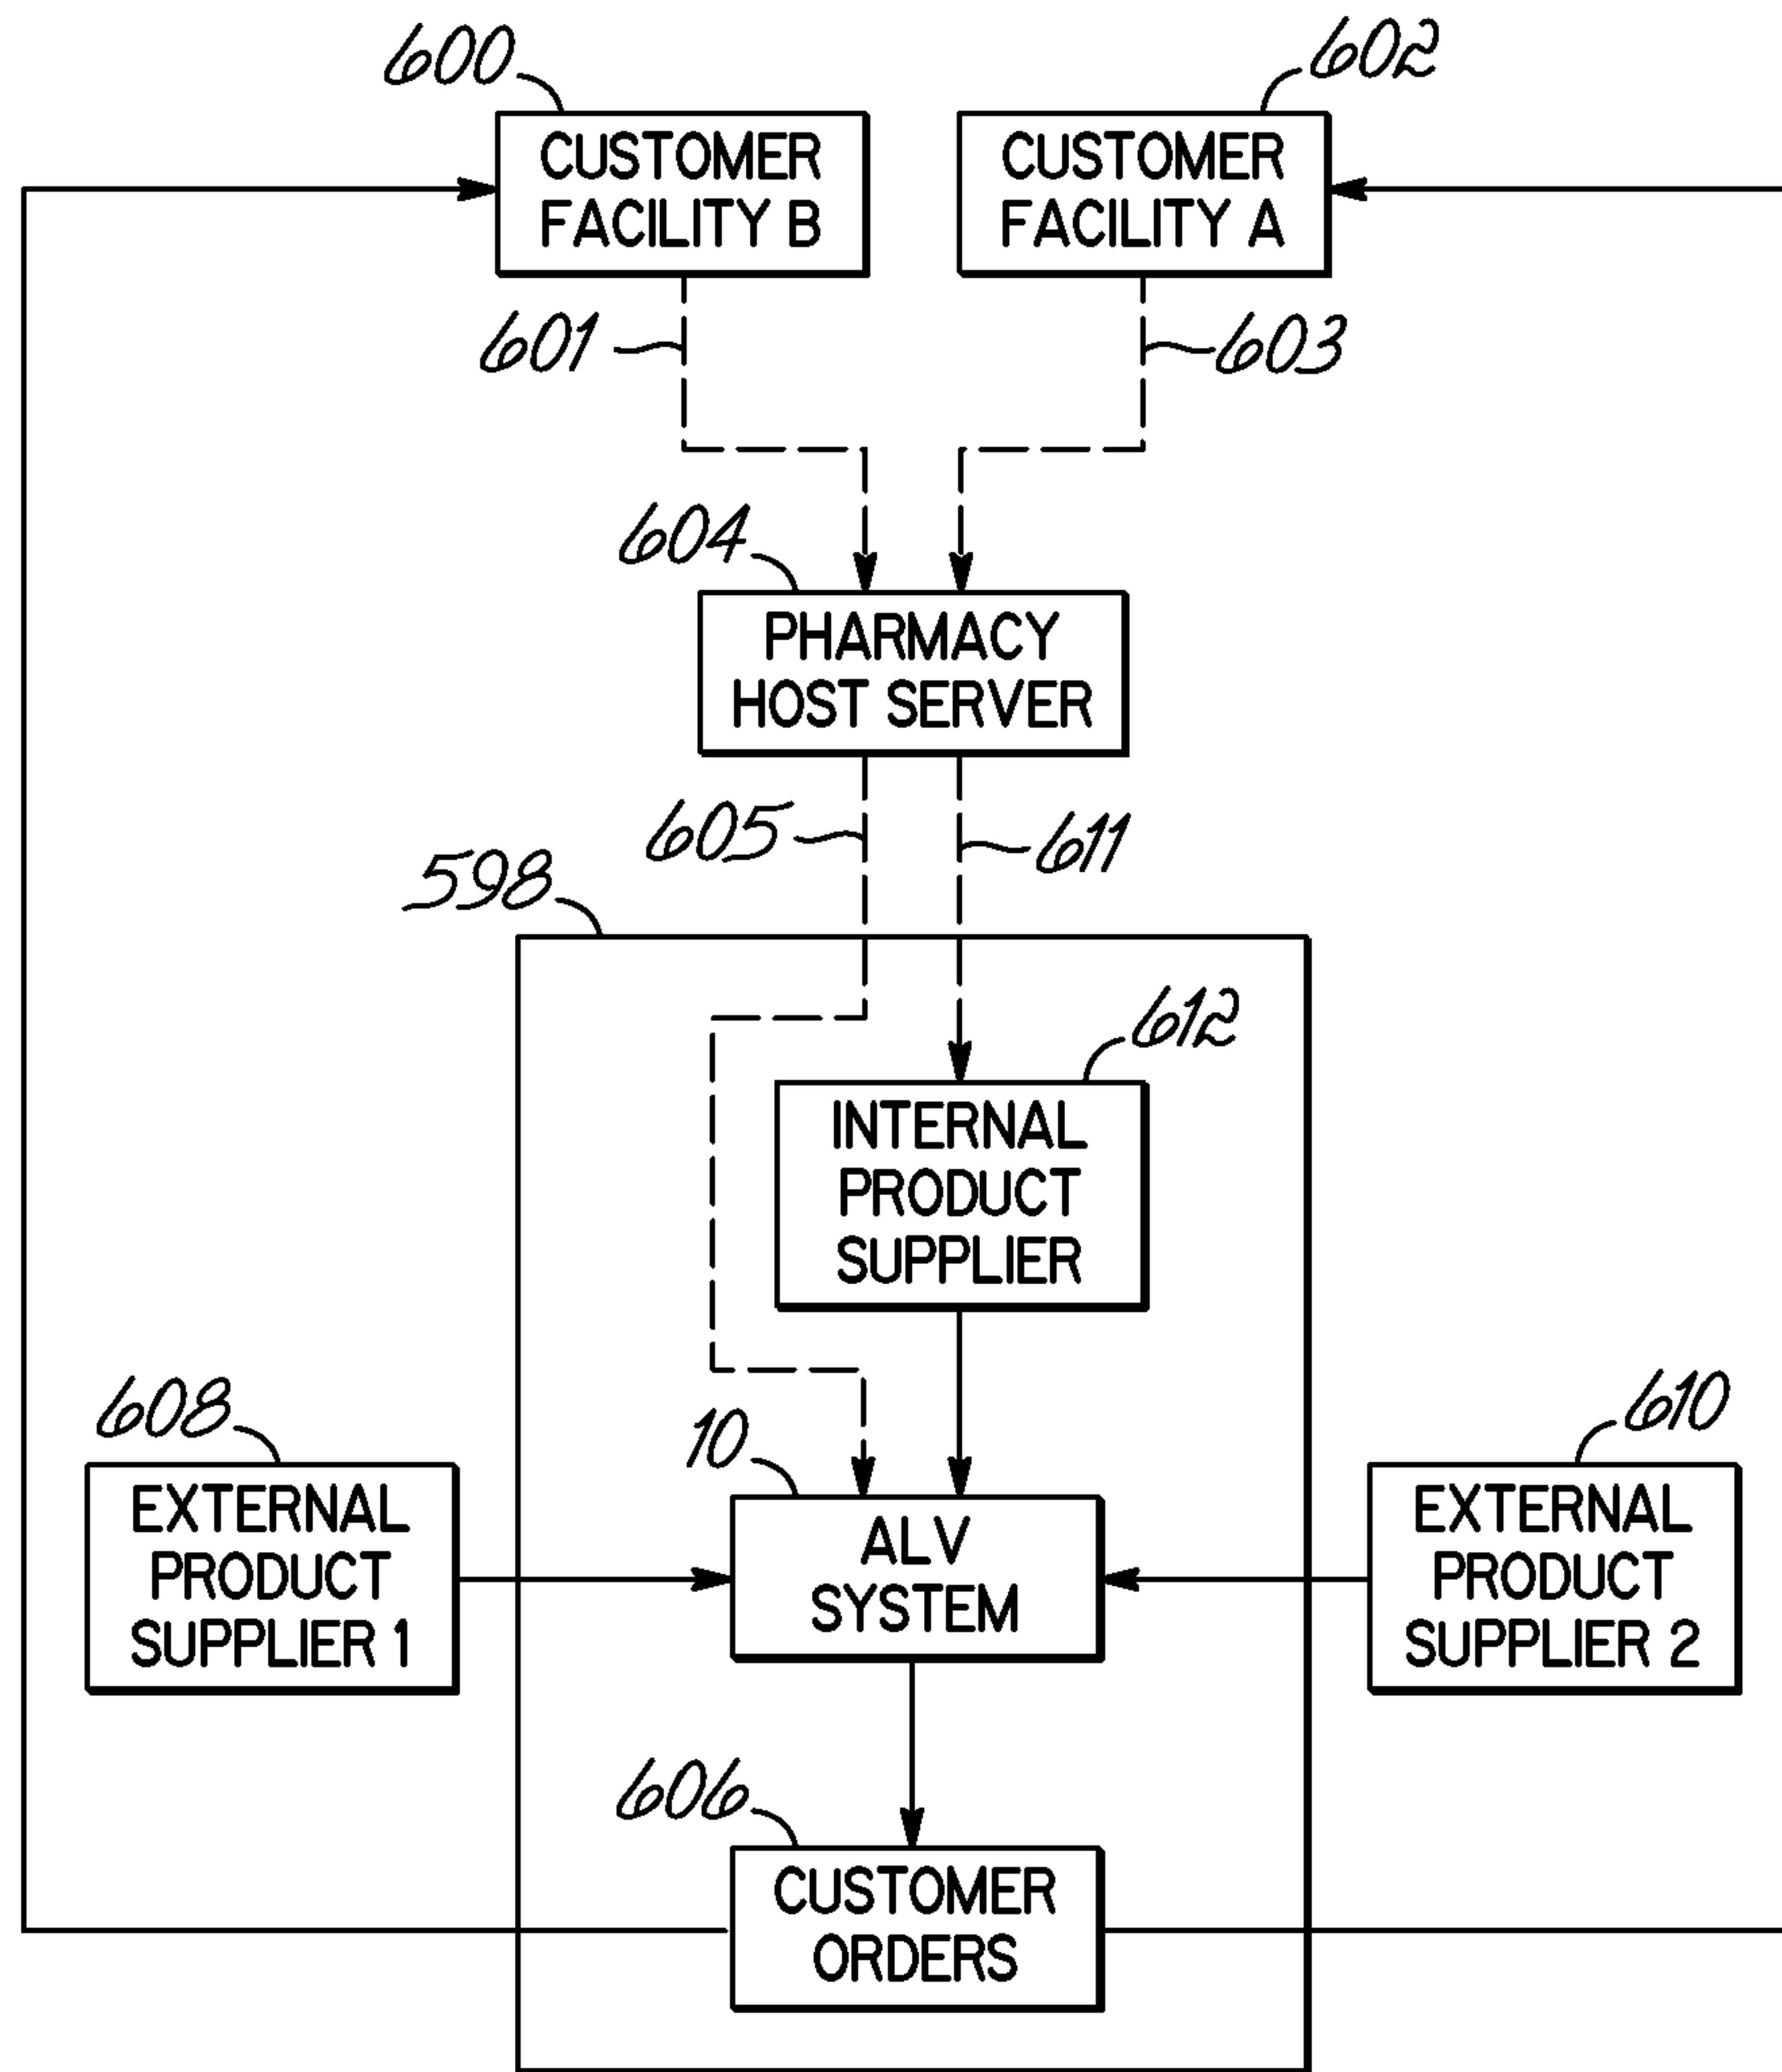 600
602
CUSTOMER
FACILITY B
CUSTOMER
FACILITY A
601
603
604
PHARMACY
HOST SERVER
605
611
598
612
INTERNAL
PRODUCT
SUPPLIER
608
10
610
EXTERNAL
PRODUCT
SUPPLIER 1
ALV
SYSTEM
EXTERNAL
PRODUCT
SUPPLIER 2
606
CUSTOMER
ORDERS